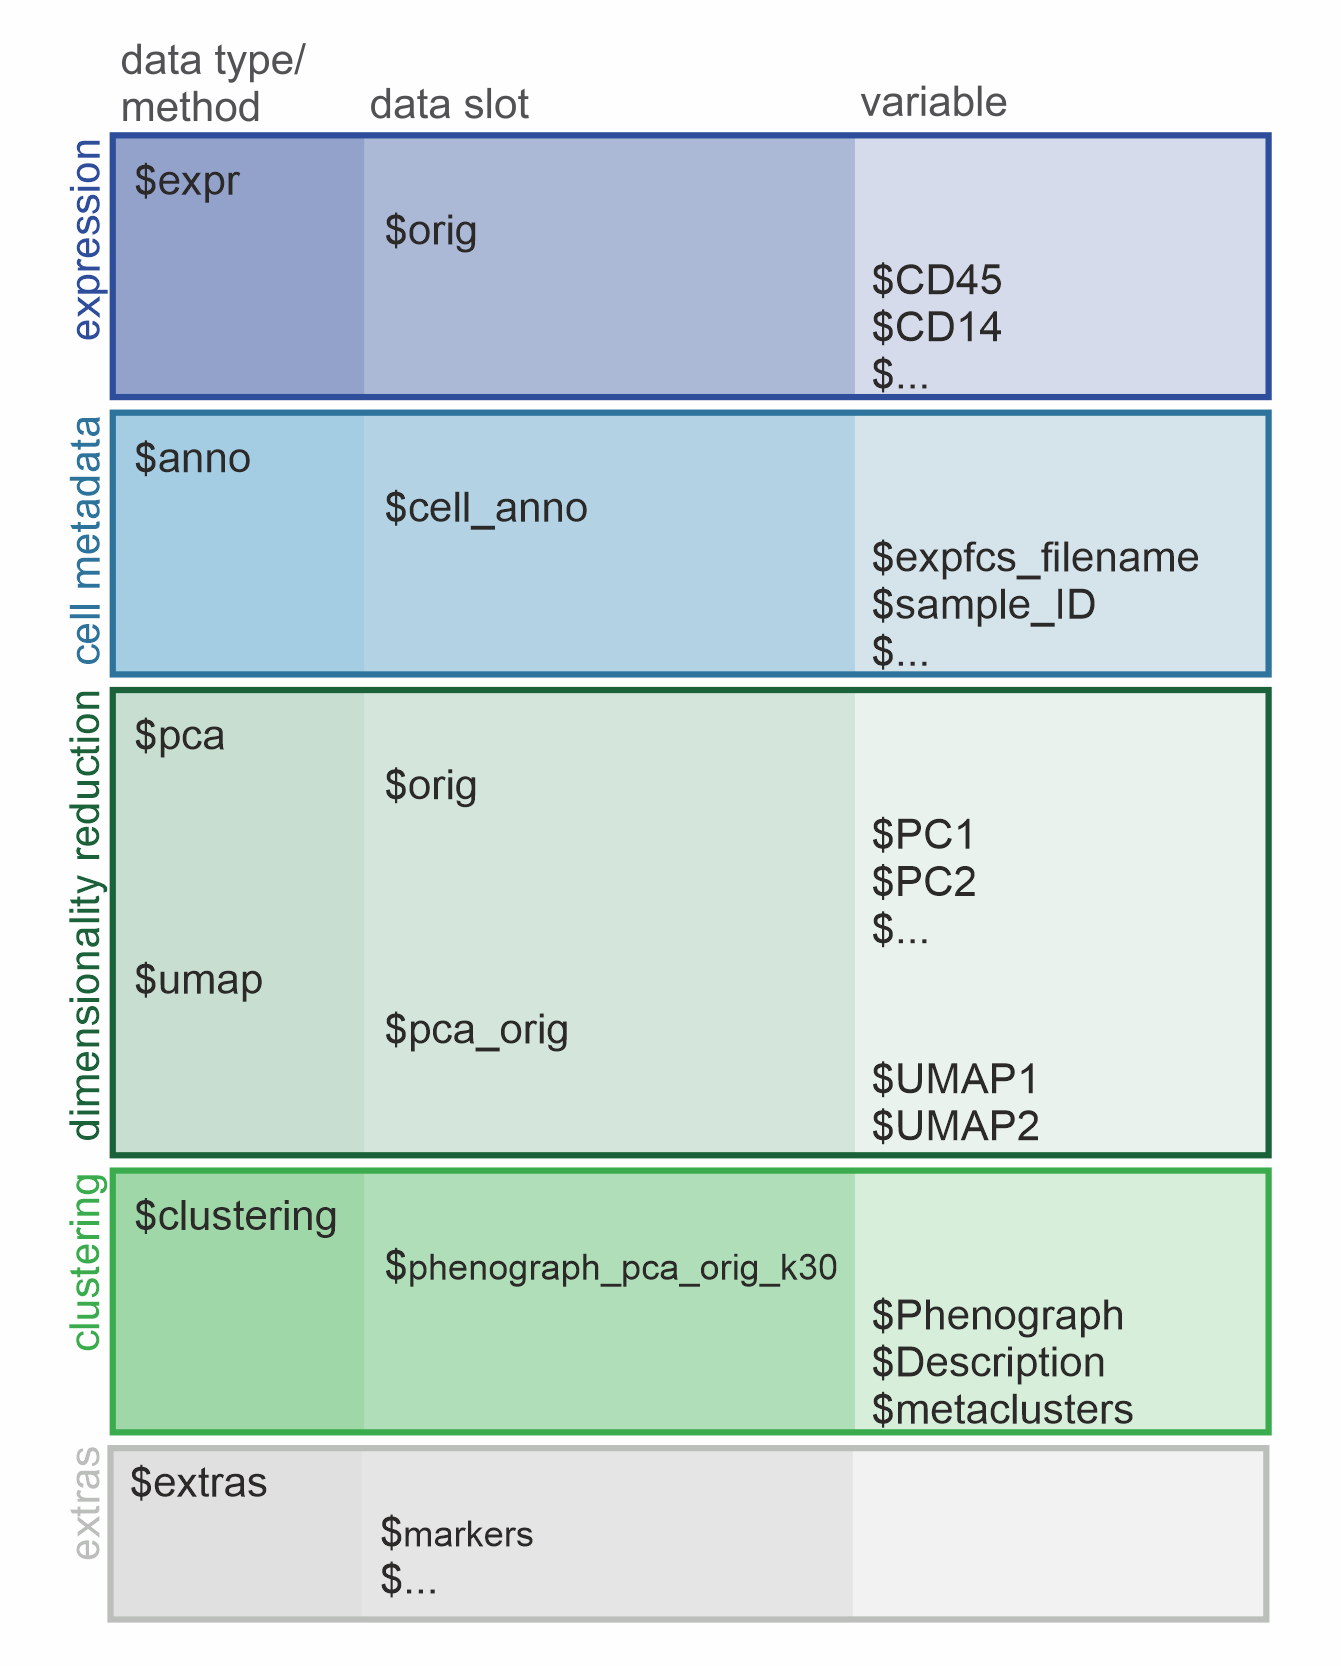 data type/
method
data slot
variable
expression
$expr
$orig
$CD45
$CD14
$...
cell metadata
$anno
$cell_anno
$expfcs_filename
$sample_ID
$...
dimensionality reduction
$pca
$orig
$PC1
$PC2
$...
$umap
$pca_orig
$UMAP1
$UMAP2
clustering
$clustering
$phenograph_pca_orig_k30
$Phenograph
$Description
$metaclusters
extras
$extras
$markers
$...